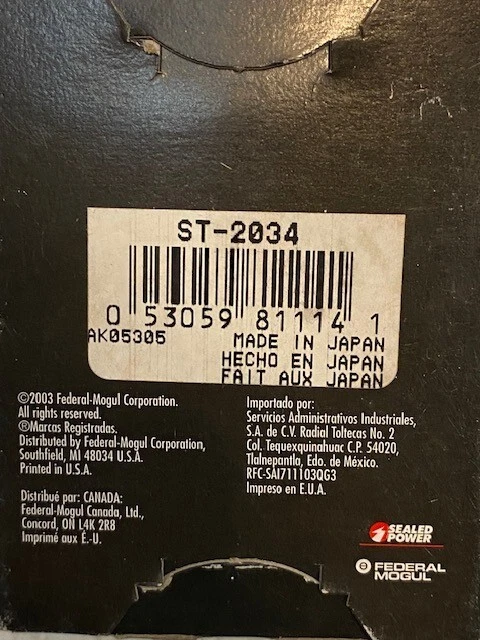 ST-2034
0 53059 81114 1
AK05305
MADE IN JAPAN
HECHO EN JAPAN
FAIT AUX JAPAN
©2003 Federal-Mogul Corporation.
All rights reserved.
®Marcas Registradas.
Distributed by Federal-Mogul Corporation,
Southfield, MI 48034 U.S.A.
Printed in U.S.A.
Distribué par: CANADA:
Federal-Mogul Canada, Ltd.,
Concord, ON L4K 2R8
Imprimé aux É.-U.
Importado por:
Servicios Administrativos Industriales,
S.A. de C.V. Radial Toltecas No. 2
Col. Tequexquinahuac C.P. 54020,
Tlalnepantla, Edo. de México.
RFC-SAI711103QG3
Impreso en E.U.A.
SEALED
POWER
FEDERAL
MOGUL